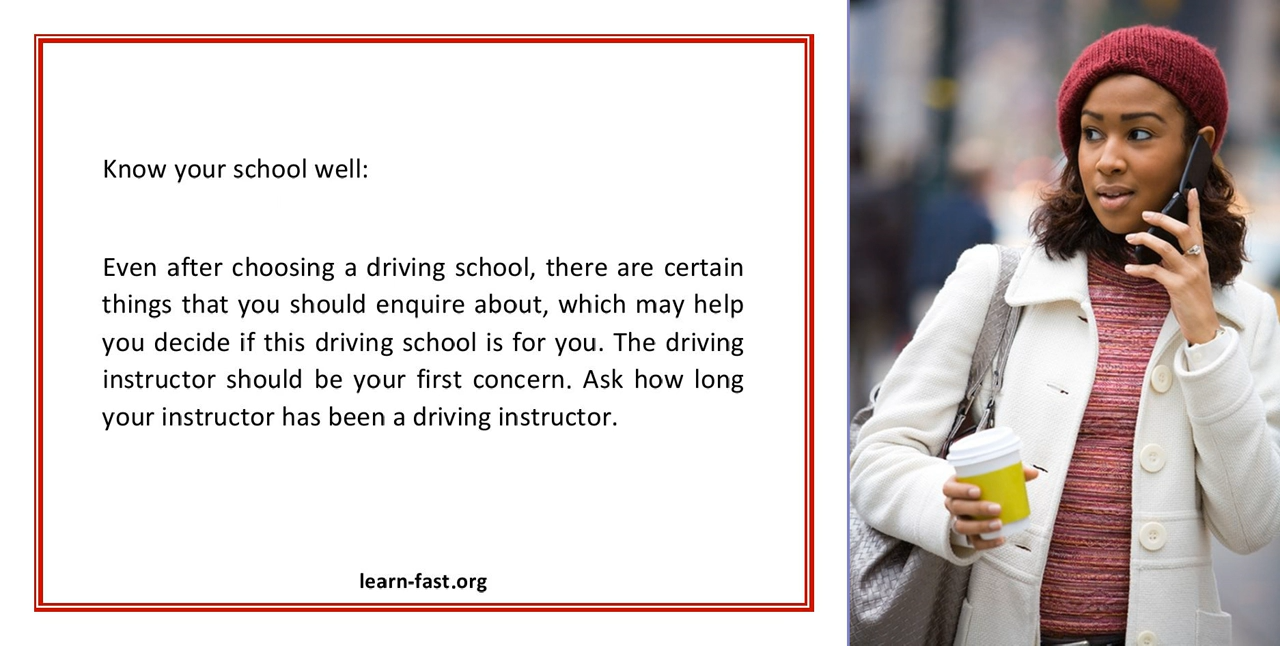 Know your school well:
Even after choosing a driving school, there are certain
things that you should enquire about, which may help
you decide if this driving school is for you. The driving
instructor should be your first concern. Ask how long
your instructor has been a driving instructor.
learn-fast.org